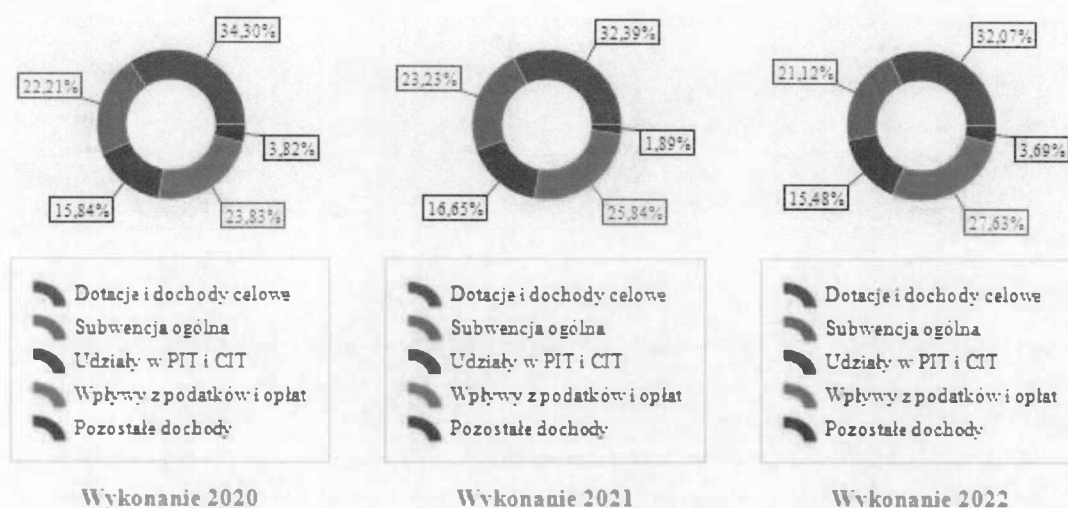 34,30%
22,21%
3,82%
15,84%
23,83%
Dotacje i dochody celowe
Subwencja ogólna
Udziały w PIT i CIT
Wpływy z podatków i opłat
Pozostałe dochody
Wykonanie 2020
32,39%
23,23%
1,89%
16,65%
25,84%
Dotacje i dochody celowe
Subwencja ogólna
Udziały w PIT i CIT
Wpływy z podatków i opłat
Pozostałe dochody
Wykonanie 2021
32,07%
21,12%
3,69%
15,48%
27,63%
Dotacje i dochody celowe
Subwencja ogólna
Udziały w PIT i CIT
Wpływy z podatków i opłat
Pozostałe dochody
Wykonanie 2022